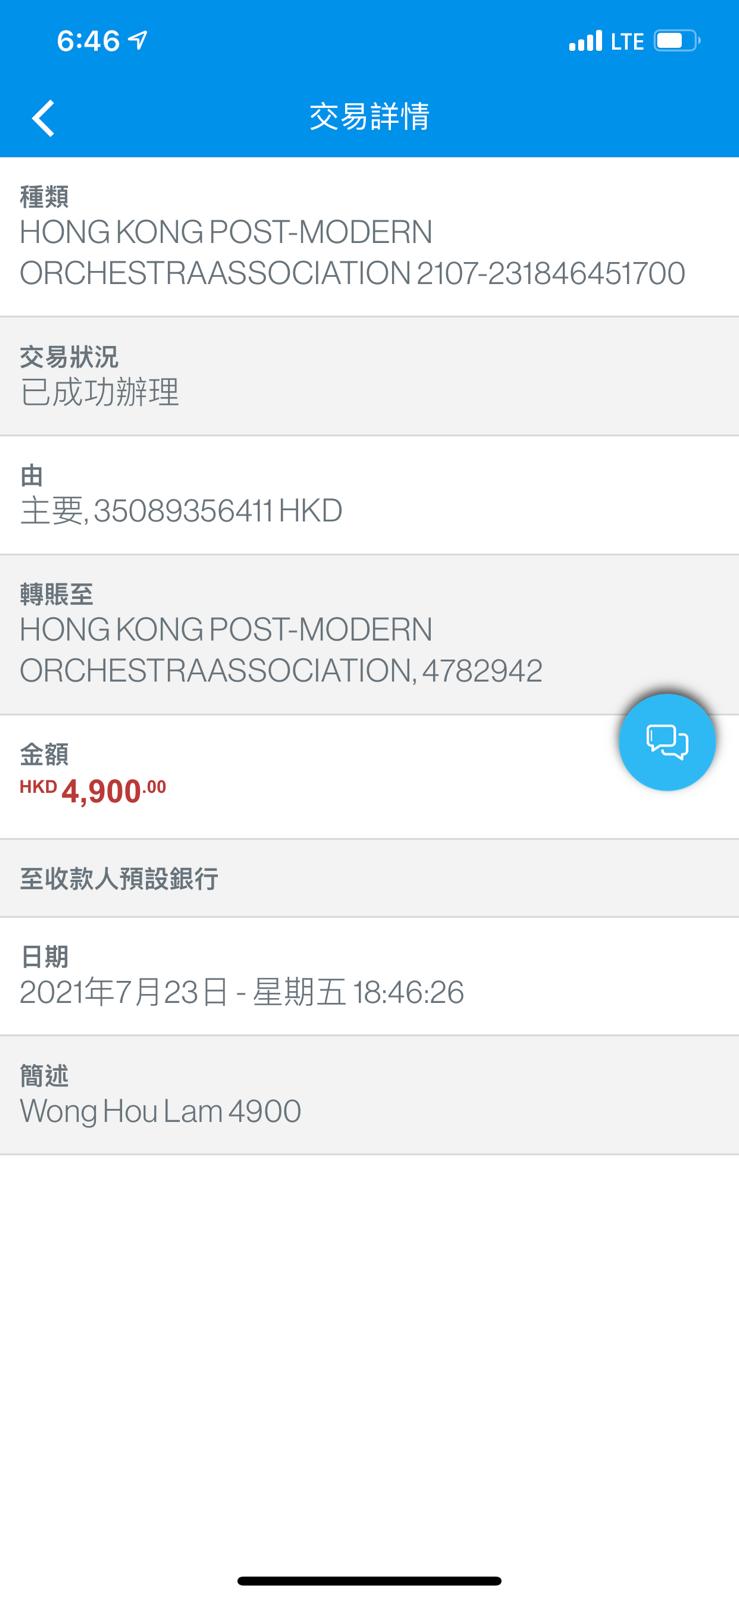 6:46
LTE
交易詳情
種類
HONG KONG POST-MODERN
ORCHESTRAASSOCIATION 2107-231846451700
交易狀況
已成功辦理
由
主要, 35089356411 HKD
轉賬至
HONG KONG POST-MODERN
ORCHESTRAASSOCIATION, 4782942
金額
HKD 4,900.00
至收款人預設銀行
日期
2021年7月23日 - 星期五 18:46:26
簡述
Wong Hou Lam 4900